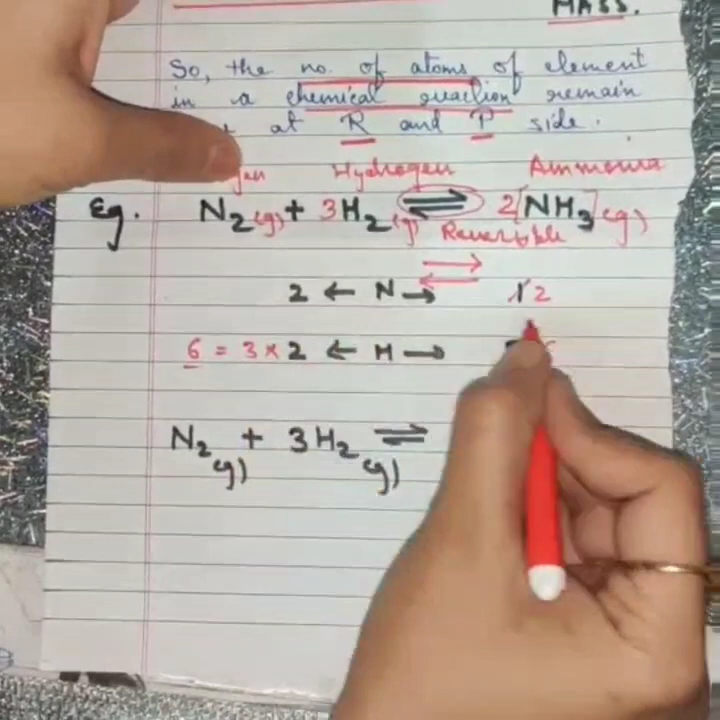 MASS.
So, the no. of atoms of element
in a chemical reaction remain
at R and P side.
Hydrogen Ammonia
Eg. N2(g) + 3H2(g) ⇌ 2[NH3](g)
Reversible
2 ← N → 1 2
6 = 3 × 2 ← H →
N2(g) + 3H2(g) ⇌